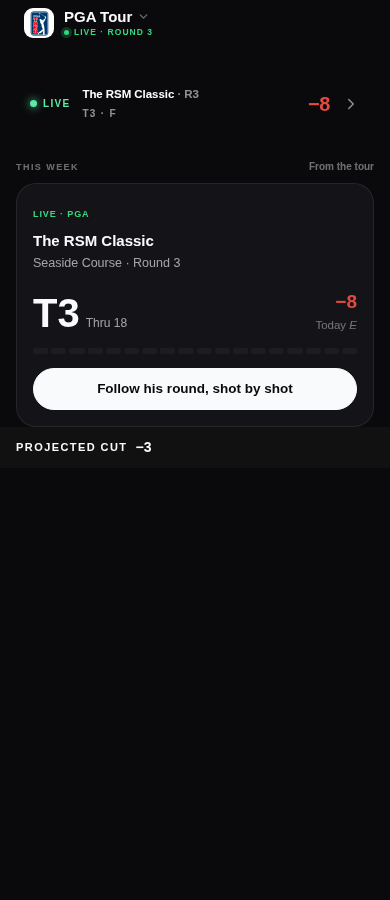 PGA Tour
LIVE · ROUND 3
LIVE
The RSM Classic · R3
T3 · F
−8
THIS WEEK
From the tour
LIVE · PGA
The RSM Classic
Seaside Course · Round 3
T3 Thru 18
−8
Today E
Follow his round, shot by shot
PROJECTED CUT −3